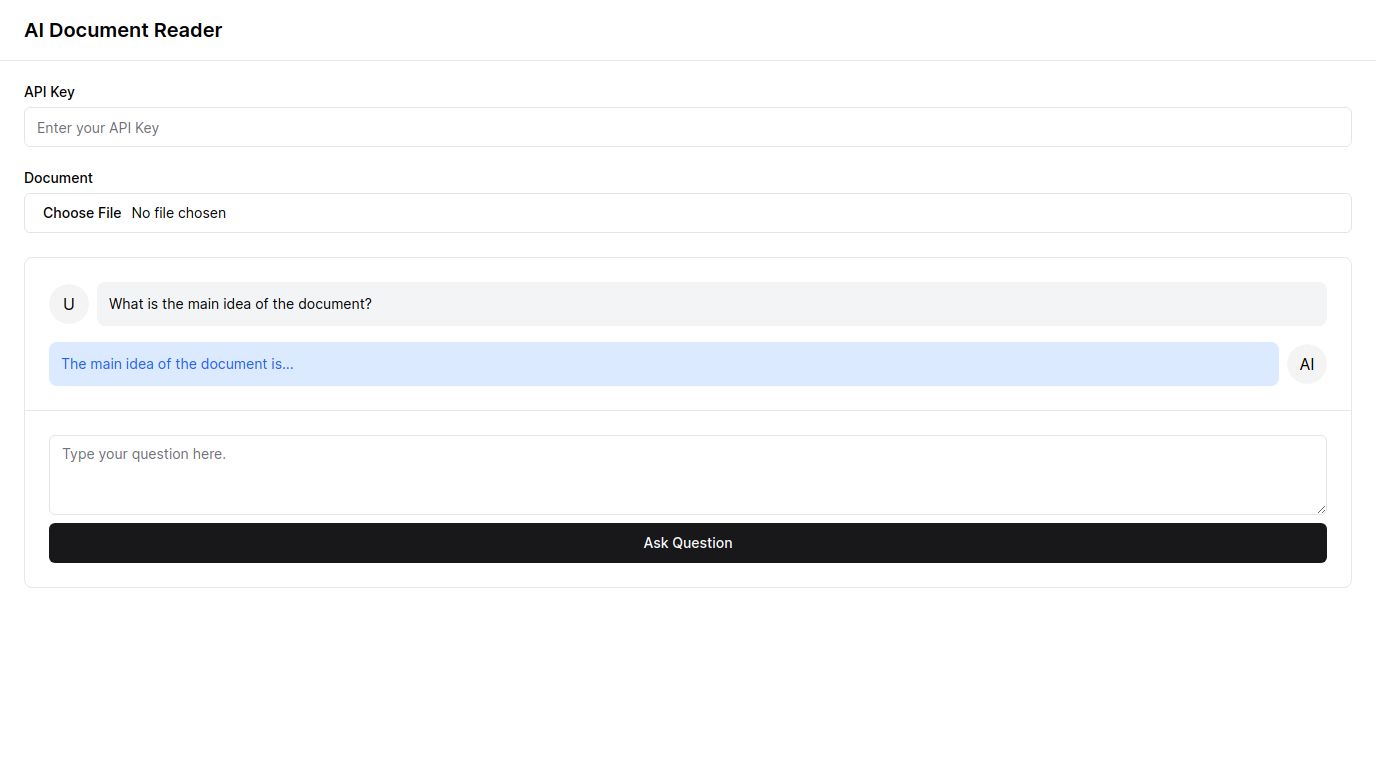 AI Document Reader
API Key
Enter your API Key
Document
Choose File No file chosen
U
What is the main idea of the document?
The main idea of the document is...
AI
Type your question here.
Ask Question